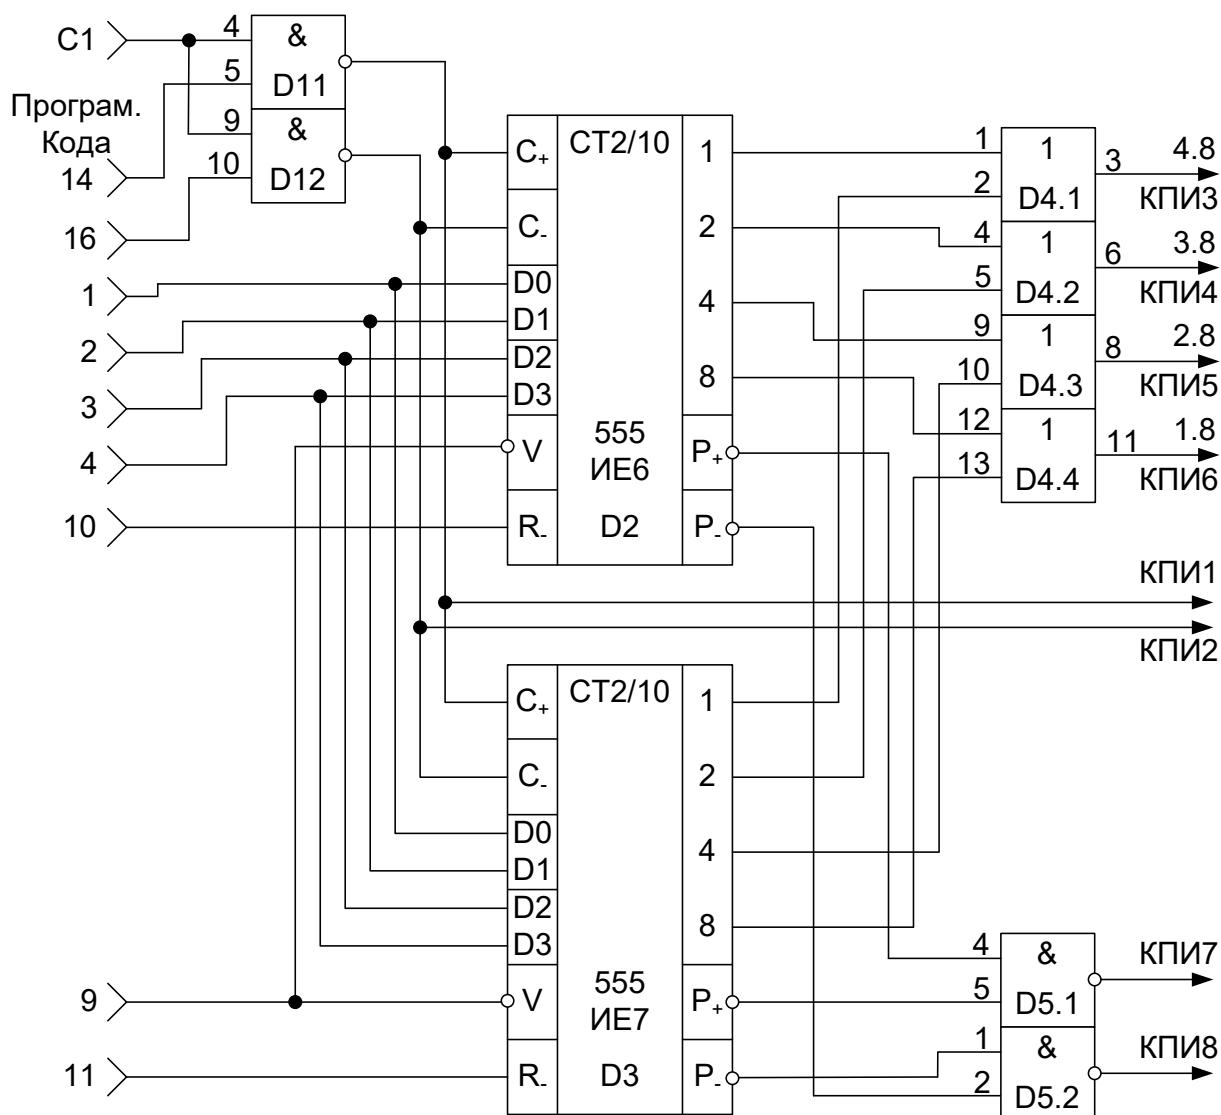 C1
4
&
5
D11
Програм.
Кода
9
&
14
10
D12
16
1
2
3
4
10
9
11
C+
CT2/10
1
C-
2
D0
D1
4
D2
D3
8
V
555
ИЕ6
P+
R-
D2
P-
1
1
3
4.8
2
D4.1
КПИ3
4
1
6
3.8
5
D4.2
КПИ4
9
1
8
2.8
10
D4.3
КПИ5
12
1
11
1.8
13
D4.4
КПИ6
КПИ1
КПИ2
C+
CT2/10
1
C-
2
D0
D1
4
D2
D3
8
V
555
ИЕ7
P+
R-
D3
P-
4
&
КПИ7
5
D5.1
1
&
КПИ8
2
D5.2